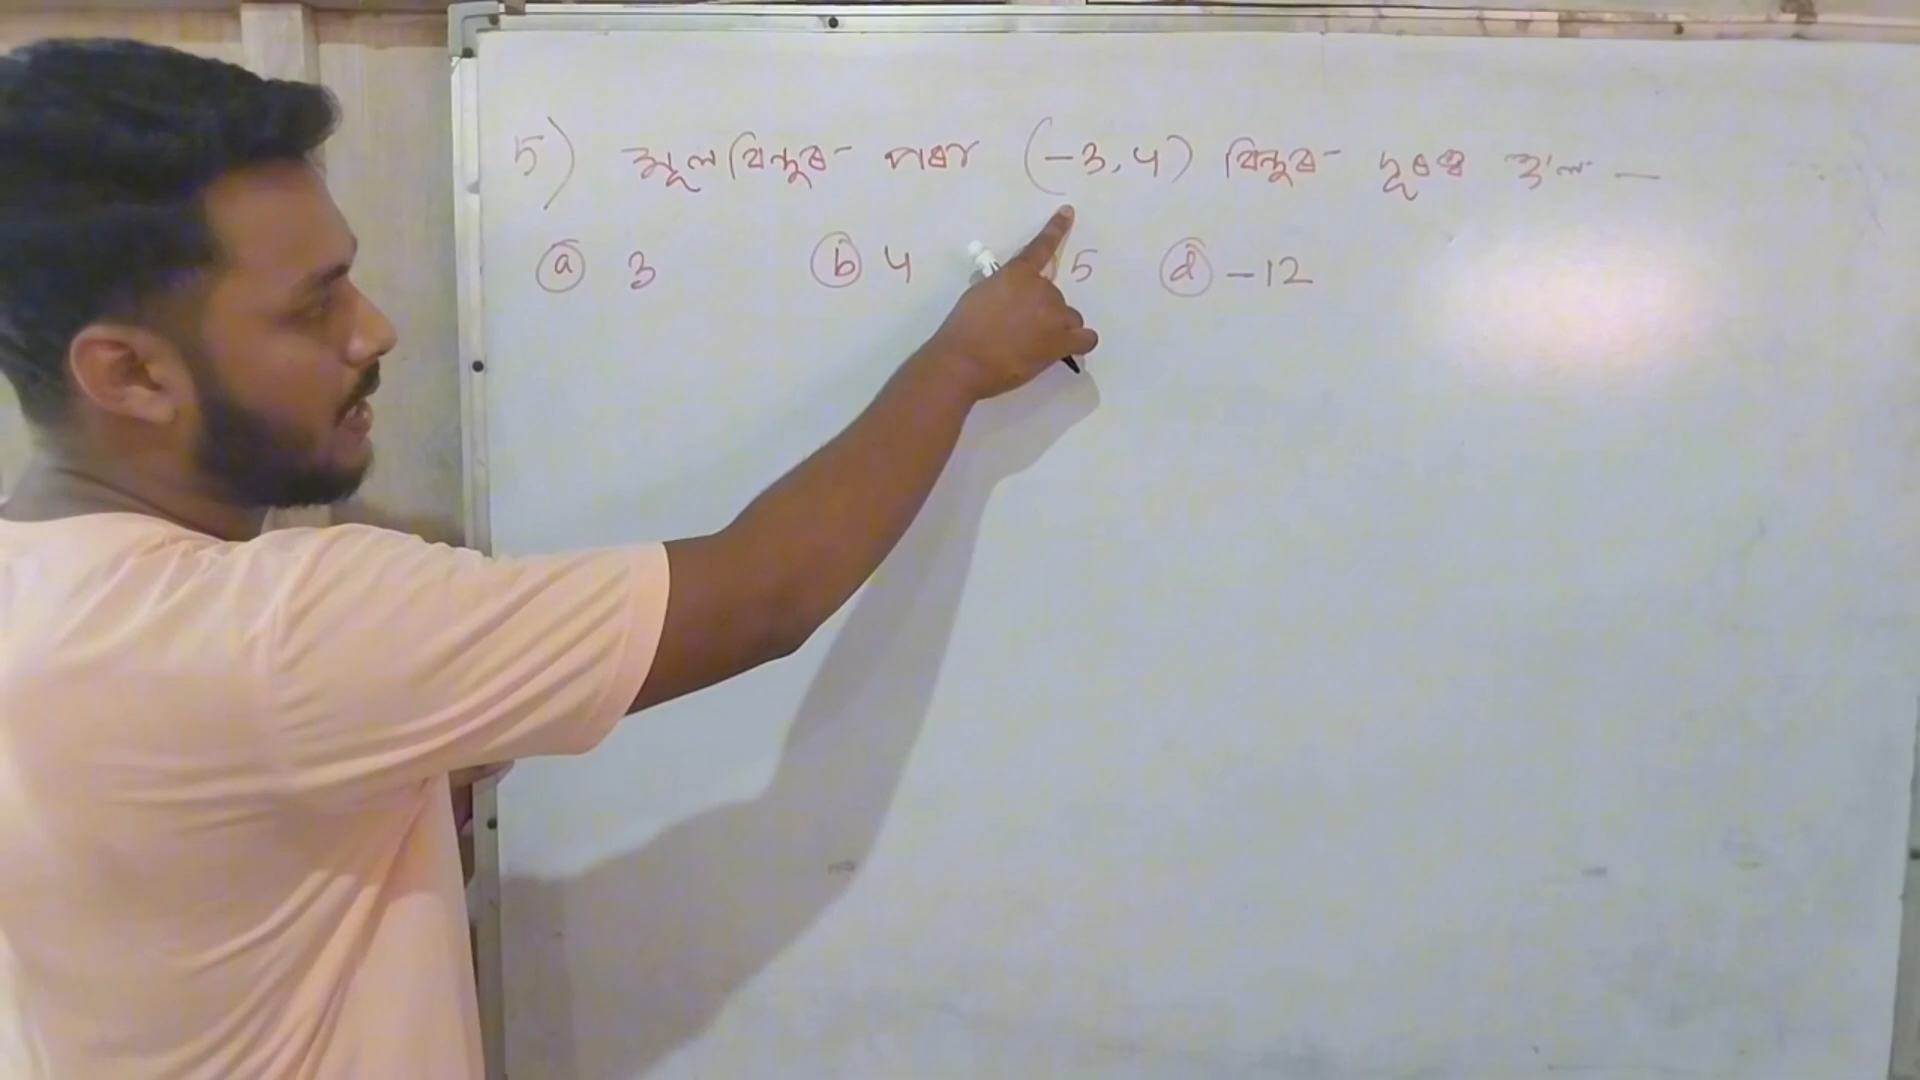 5) মূলবিন্দুৰ পৰা (-3, 4) বিন্দুৰ দূৰত্ব হ'ল —
ⓐ 3 ⓑ 4 5 ⓓ -12